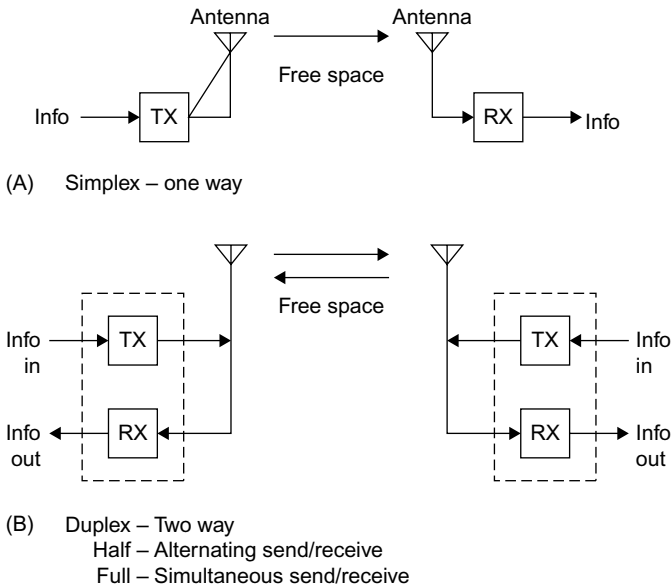 Antenna
Antenna
Free space
Info
TX
RX
Info
(A) Simplex – one way
Free space
Info
in
TX
TX
Info
in
Info
out
RX
RX
Info
out
(B) Duplex – Two way
Half – Alternating send/receive
Full – Simultaneous send/receive